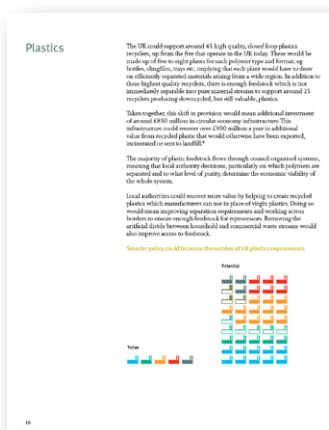 Plastics
The UK could support around 45 high quality, closed loop plastics
recyclers, up from the five that operate in the UK today. These would be
made up of five to eight plants for each polymer type and format, eg
bottles, clingfilm, trays etc, implying that each plant would have to draw
on efficiently separated materials arising from a wide region. In addition to
these highest quality recyclers, there is enough feedstock which is not
immediately separable into pure material streams to support around 25
recyclers producing downcycled, but still valuable, plastics.
Taken together, this shift in provision would mean additional investment
of around £850 million in circular economy infrastructure. This
infrastructure could recover over £900 million a year in additional
value from recycled plastic that would otherwise have been exported,
incinerated or sent to landfill.
The majority of plastic feedstock flows through council organised systems,
meaning that local authority decisions, particularly on which polymers are
separated and to what level of purity, determine the economic viability of
the whole system.
Local authorities could recover more value by helping to create recycled
plastics which manufacturers can use in place of virgin plastics. Doing so
would mean improving separation requirements and working across
borders to ensure enough feedstock for reprocessors. Removing the
artificial divide between household and commercial waste streams would
also improve access to feedstock.
Smarter policy could increase the number of UK plastics reprocessors
Potential
Today
10